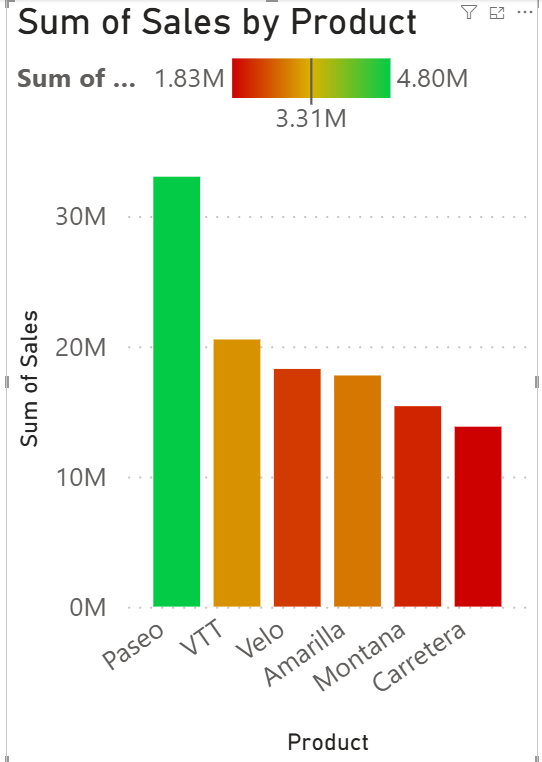 Sum of Sales by Product
Sum of ... 1.83M 4.80M
3.31M
30M
20M
10M
0M
Sum of Sales
Paseo VTT Velo Amarilla Montana Carretera
Product